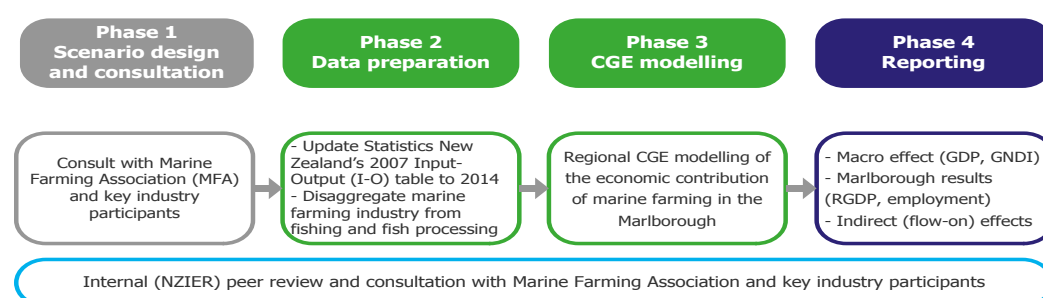 Phase 1
Scenario design
and consultation
Phase 2
Data preparation
Phase 3
CGE modelling
Phase 4
Reporting
Consult with Marine
Farming Association (MFA)
and key industry
participants
- Update Statistics New
Zealand's 2007 Input-
Output (I-O) table to 2014
- Disaggregate marine
farming industry from
fishing and fish processing
Regional CGE modelling of
the economic contribution
of marine farming in the
Marlborough
- Macro effect (GDP, GNDI)
- Marlborough results
(RGDP, employment)
- Indirect (flow-on) effects
Internal (NZIER) peer review and consultation with Marine Farming Association and key industry participants